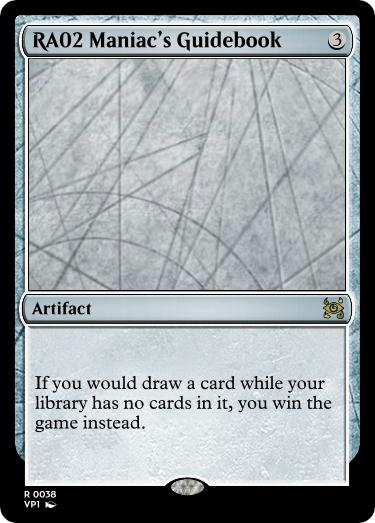 RA02 Maniac's Guidebook 3
Artifact
If you would draw a card while your
library has no cards in it, you win the
game instead.
R 0038
VP1